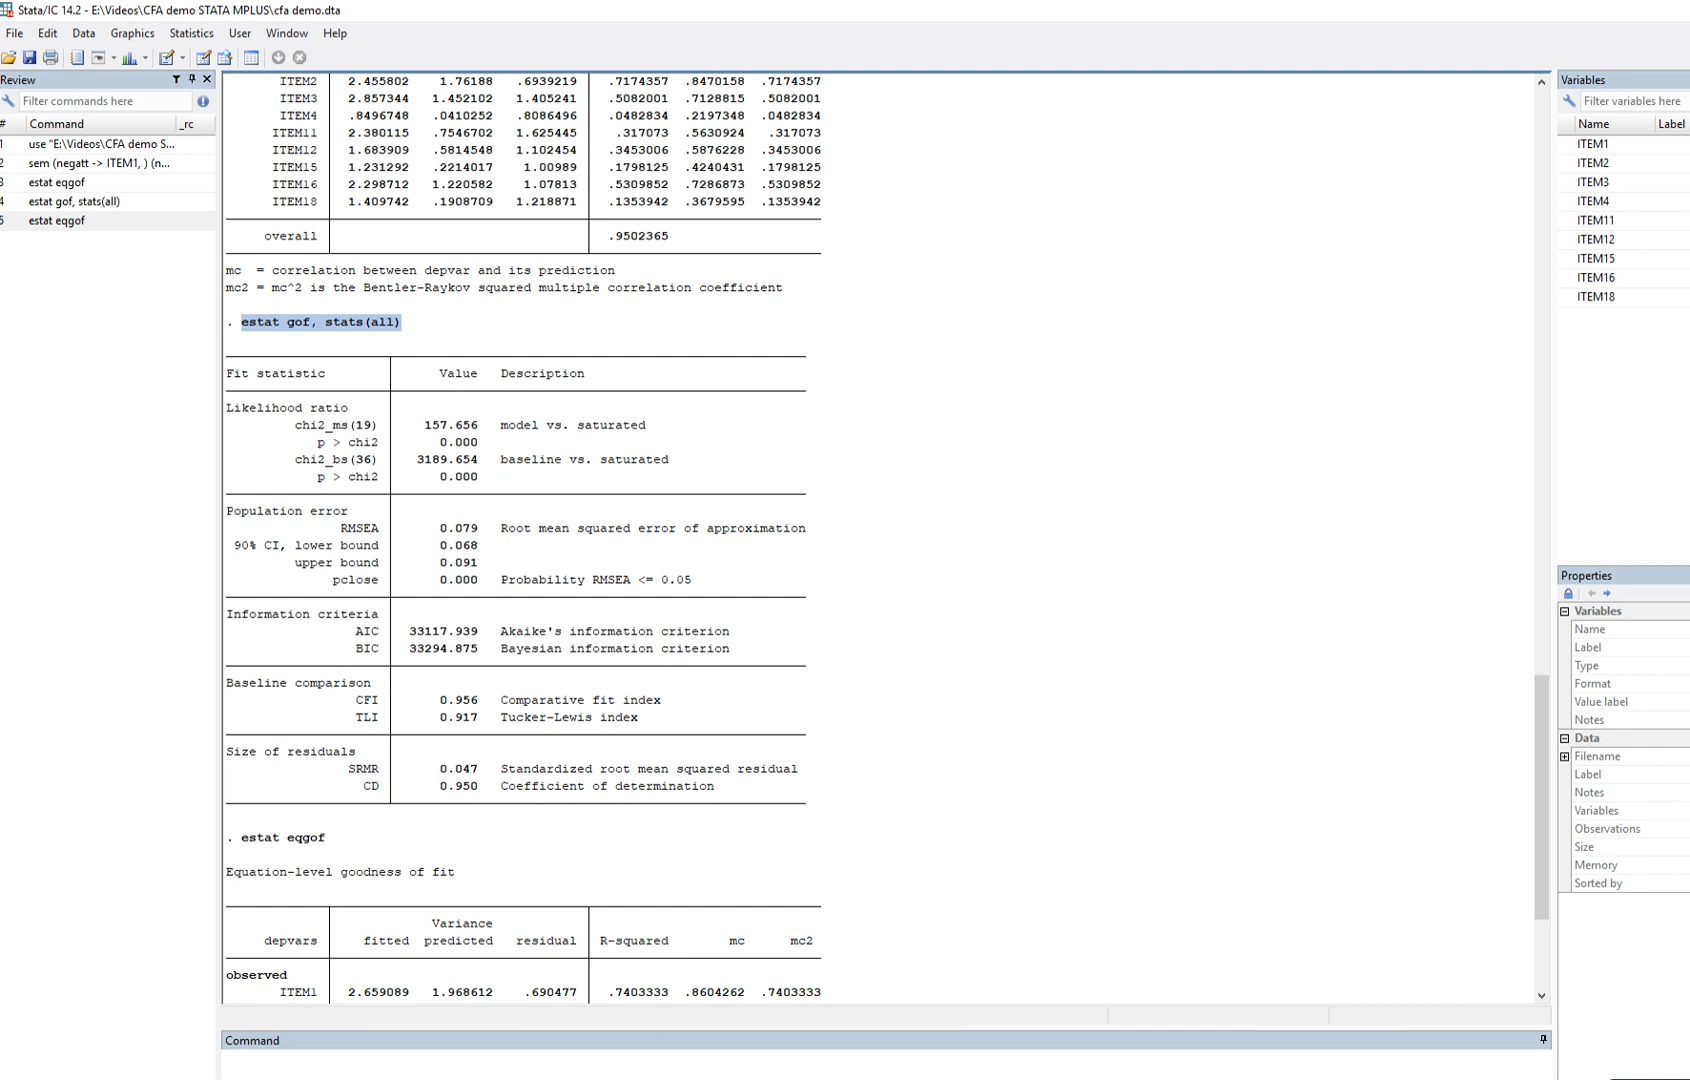 Stata/IC 14.2 - E:\Videos\CFA demo STATA MPLUS\cfa demo.dta
File Edit Data Graphics Statistics User Window Help
Review
Filter commands here
# Command _rc
1 use "E:\Videos\CFA demo S...
2 sem (negatt -> ITEM1, ) (n...
3 estat eqgof
4 estat gof, stats(all)
5 estat eqgof
ITEM2 2.455802 1.76188 .6939219 .7174357 .8470158 .7174357
ITEM3 2.857344 1.452102 1.405241 .5082001 .7128815 .5082001
ITEM4 .8496748 .0410252 .8086496 .0482834 .2197348 .0482834
ITEM11 2.380115 .7546702 1.625445 .317073 .5630924 .317073
ITEM12 1.683909 .5814548 1.102454 .3453006 .5876228 .3453006
ITEM15 1.231292 .2214017 1.00989 .1798125 .4240431 .1798125
ITEM16 2.298712 1.220582 1.07813 .5309852 .7286873 .5309852
ITEM18 1.409742 .1908709 1.218871 .1353942 .3679595 .1353942
overall .9502365
mc = correlation between depvar and its prediction
mc2 = mc^2 is the Bentler-Raykov squared multiple correlation coefficient
. estat gof, stats(all)
Fit statistic Value Description
Likelihood ratio
chi2_ms(19) 157.656 model vs. saturated
p > chi2 0.000
chi2_bs(36) 3189.654 baseline vs. saturated
p > chi2 0.000
Population error
RMSEA 0.079 Root mean squared error of approximation
90% CI, lower bound 0.068
upper bound 0.091
pclose 0.000 Probability RMSEA <= 0.05
Information criteria
AIC 33117.939 Akaike's information criterion
BIC 33294.875 Bayesian information criterion
Baseline comparison
CFI 0.956 Comparative fit index
TLI 0.917 Tucker-Lewis index
Size of residuals
SRMR 0.047 Standardized root mean squared residual
CD 0.950 Coefficient of determination
. estat eqgof
Equation-level goodness of fit
Variance
depvars fitted predicted residual R-squared mc mc2
observed
ITEM1 2.659089 1.968612 .690477 .7403333 .8604262 .7403333
Command
Variables
Filter variables here
Name Label
ITEM1
ITEM2
ITEM3
ITEM4
ITEM11
ITEM12
ITEM15
ITEM16
ITEM18
Properties
Variables
Name
Label
Type
Format
Value label
Notes
Data
Filename
Label
Notes
Variables
Observations
Size
Memory
Sorted by